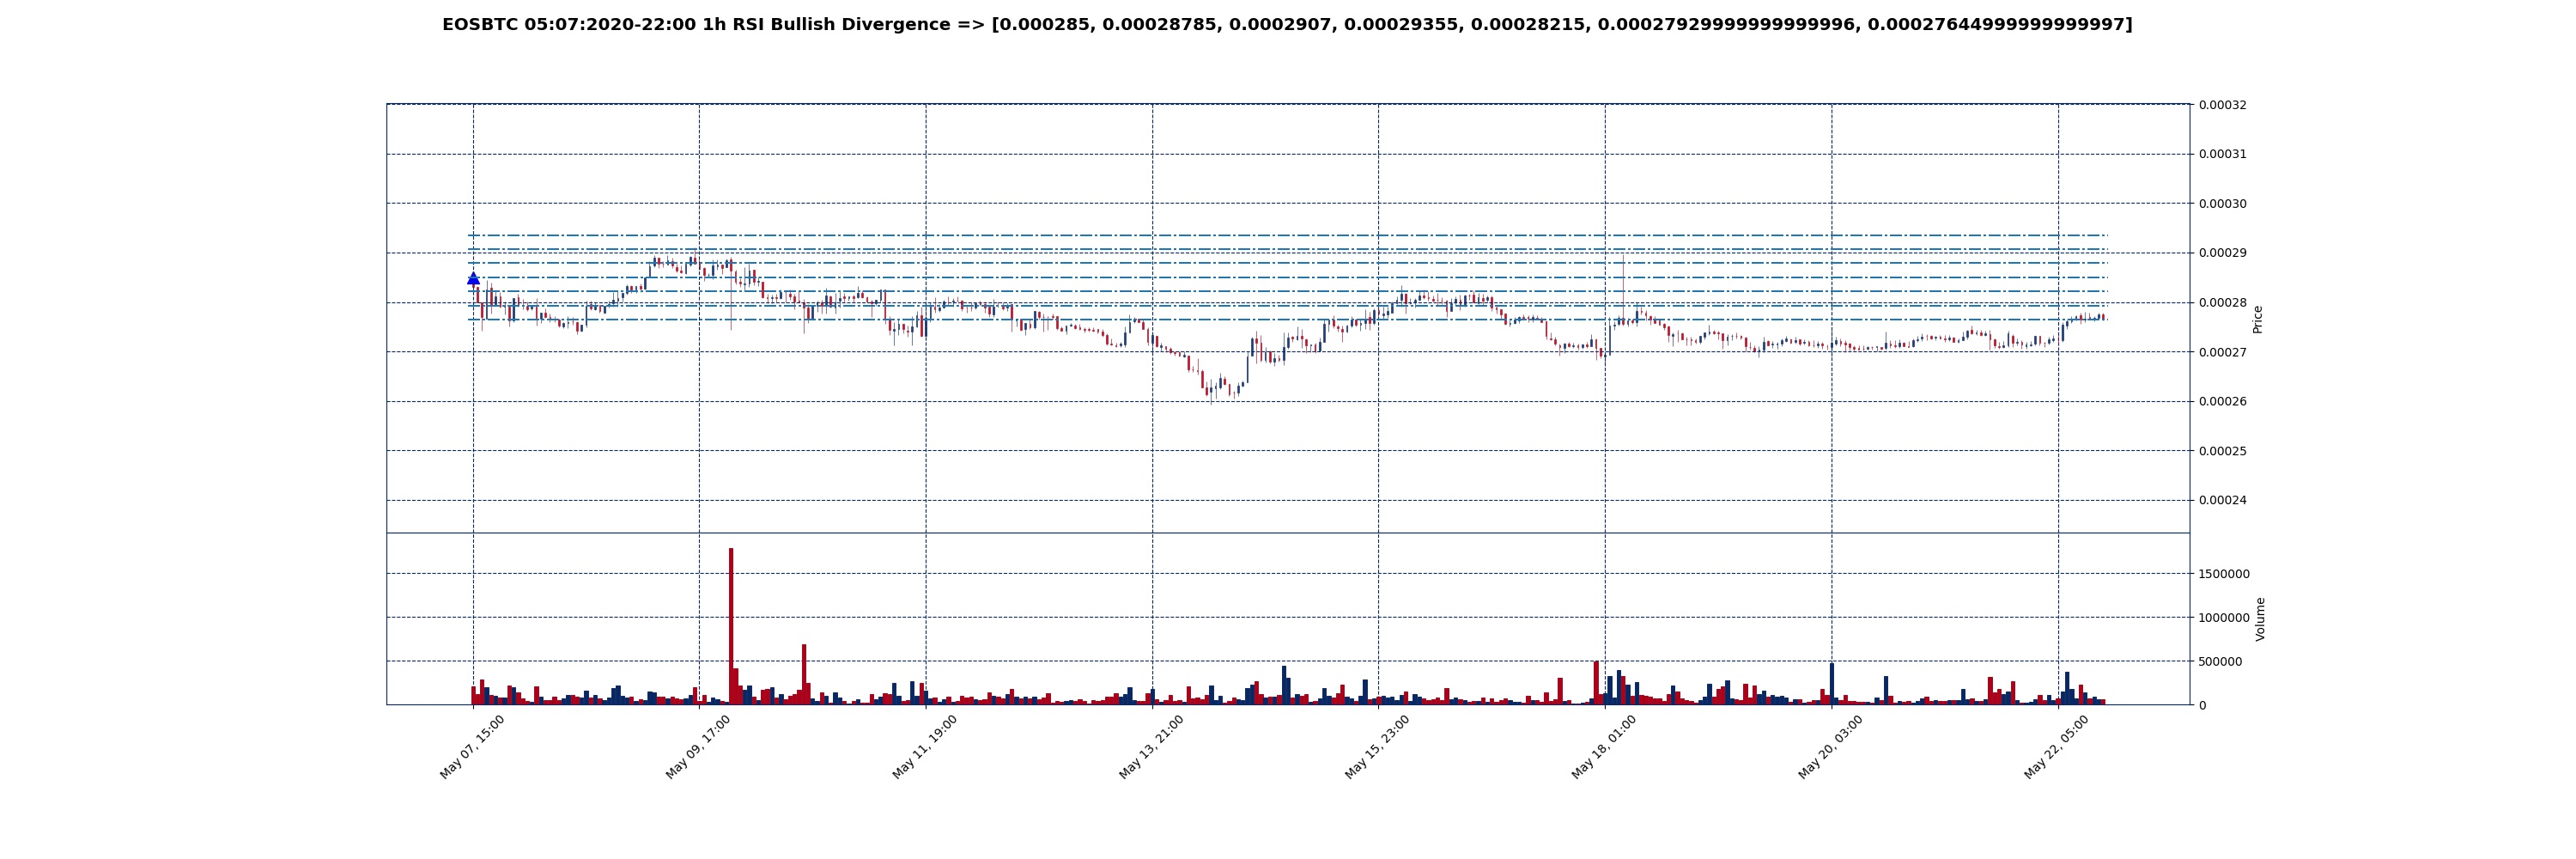 EOSBTC 05:07:2020-22:00 1h RSI Bullish Divergence => [0.000285, 0.00028785, 0.0002907, 0.00029355, 0.00028215, 0.00027929999999999996, 0.00027644999999999997]
0.00032
0.00031
0.00030
0.00029
0.00028
0.00027
0.00026
0.00025
0.00024
Price
1500000
1000000
500000
0
Volume
May 07, 15:00
May 09, 17:00
May 11, 19:00
May 13, 21:00
May 15, 23:00
May 18, 01:00
May 20, 03:00
May 22, 05:00